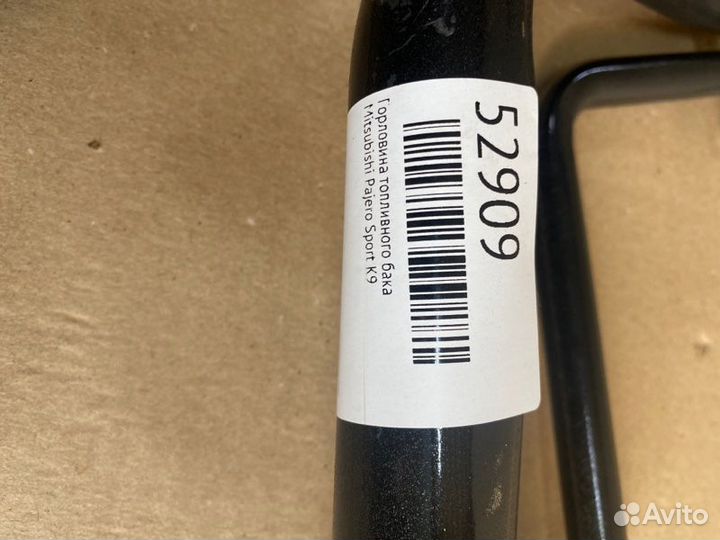 52909
Горловина топливного бака
Mitsubishi Pajero Sport K9
Avito